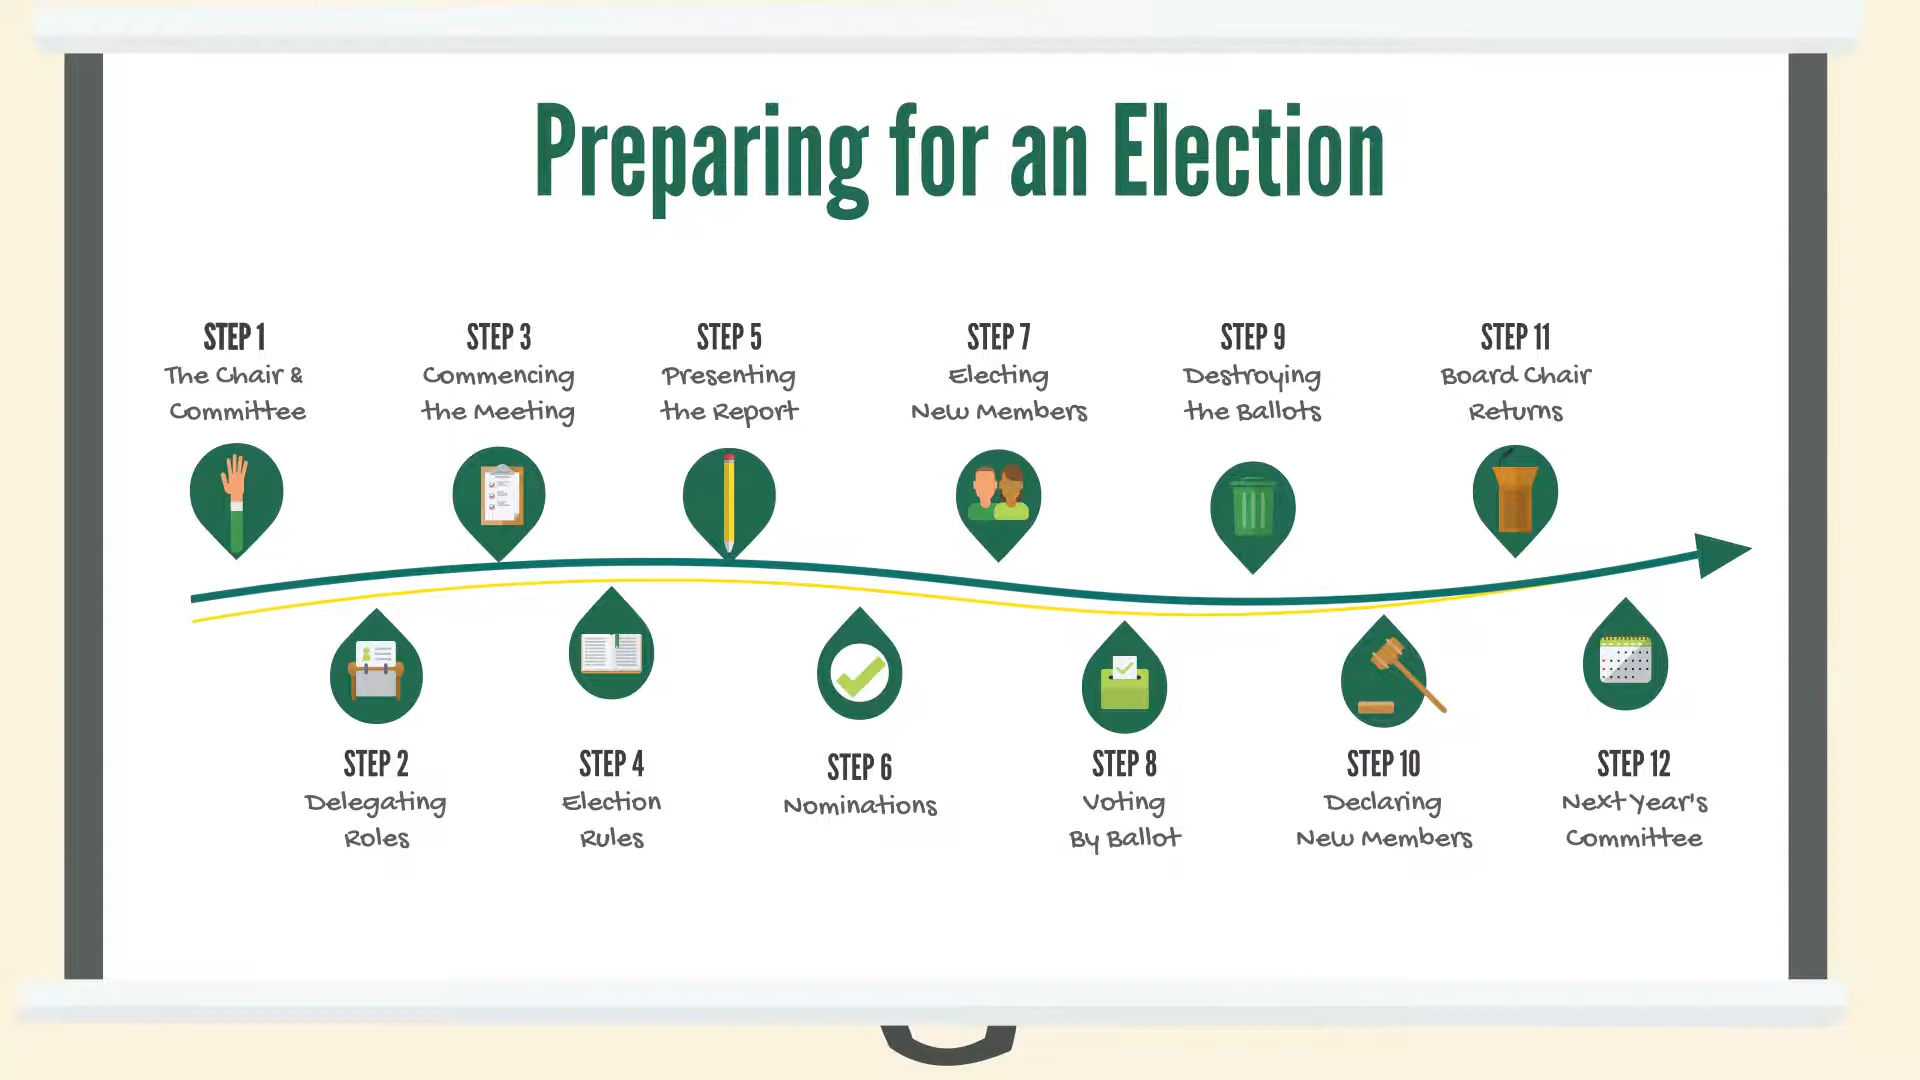 Preparing for an Election
STEP 1
The Chair &
Committee
STEP 2
Delegating
Roles
STEP 3
Commencing
the Meeting
STEP 4
Election
Rules
STEP 5
Presenting
the Report
STEP 6
Nominations
STEP 7
Electing
New Members
STEP 8
Voting
By Ballot
STEP 9
Destroying
the Ballots
STEP 10
Declaring
New Members
STEP 11
Board Chair
Returns
STEP 12
Next Year's
Committee